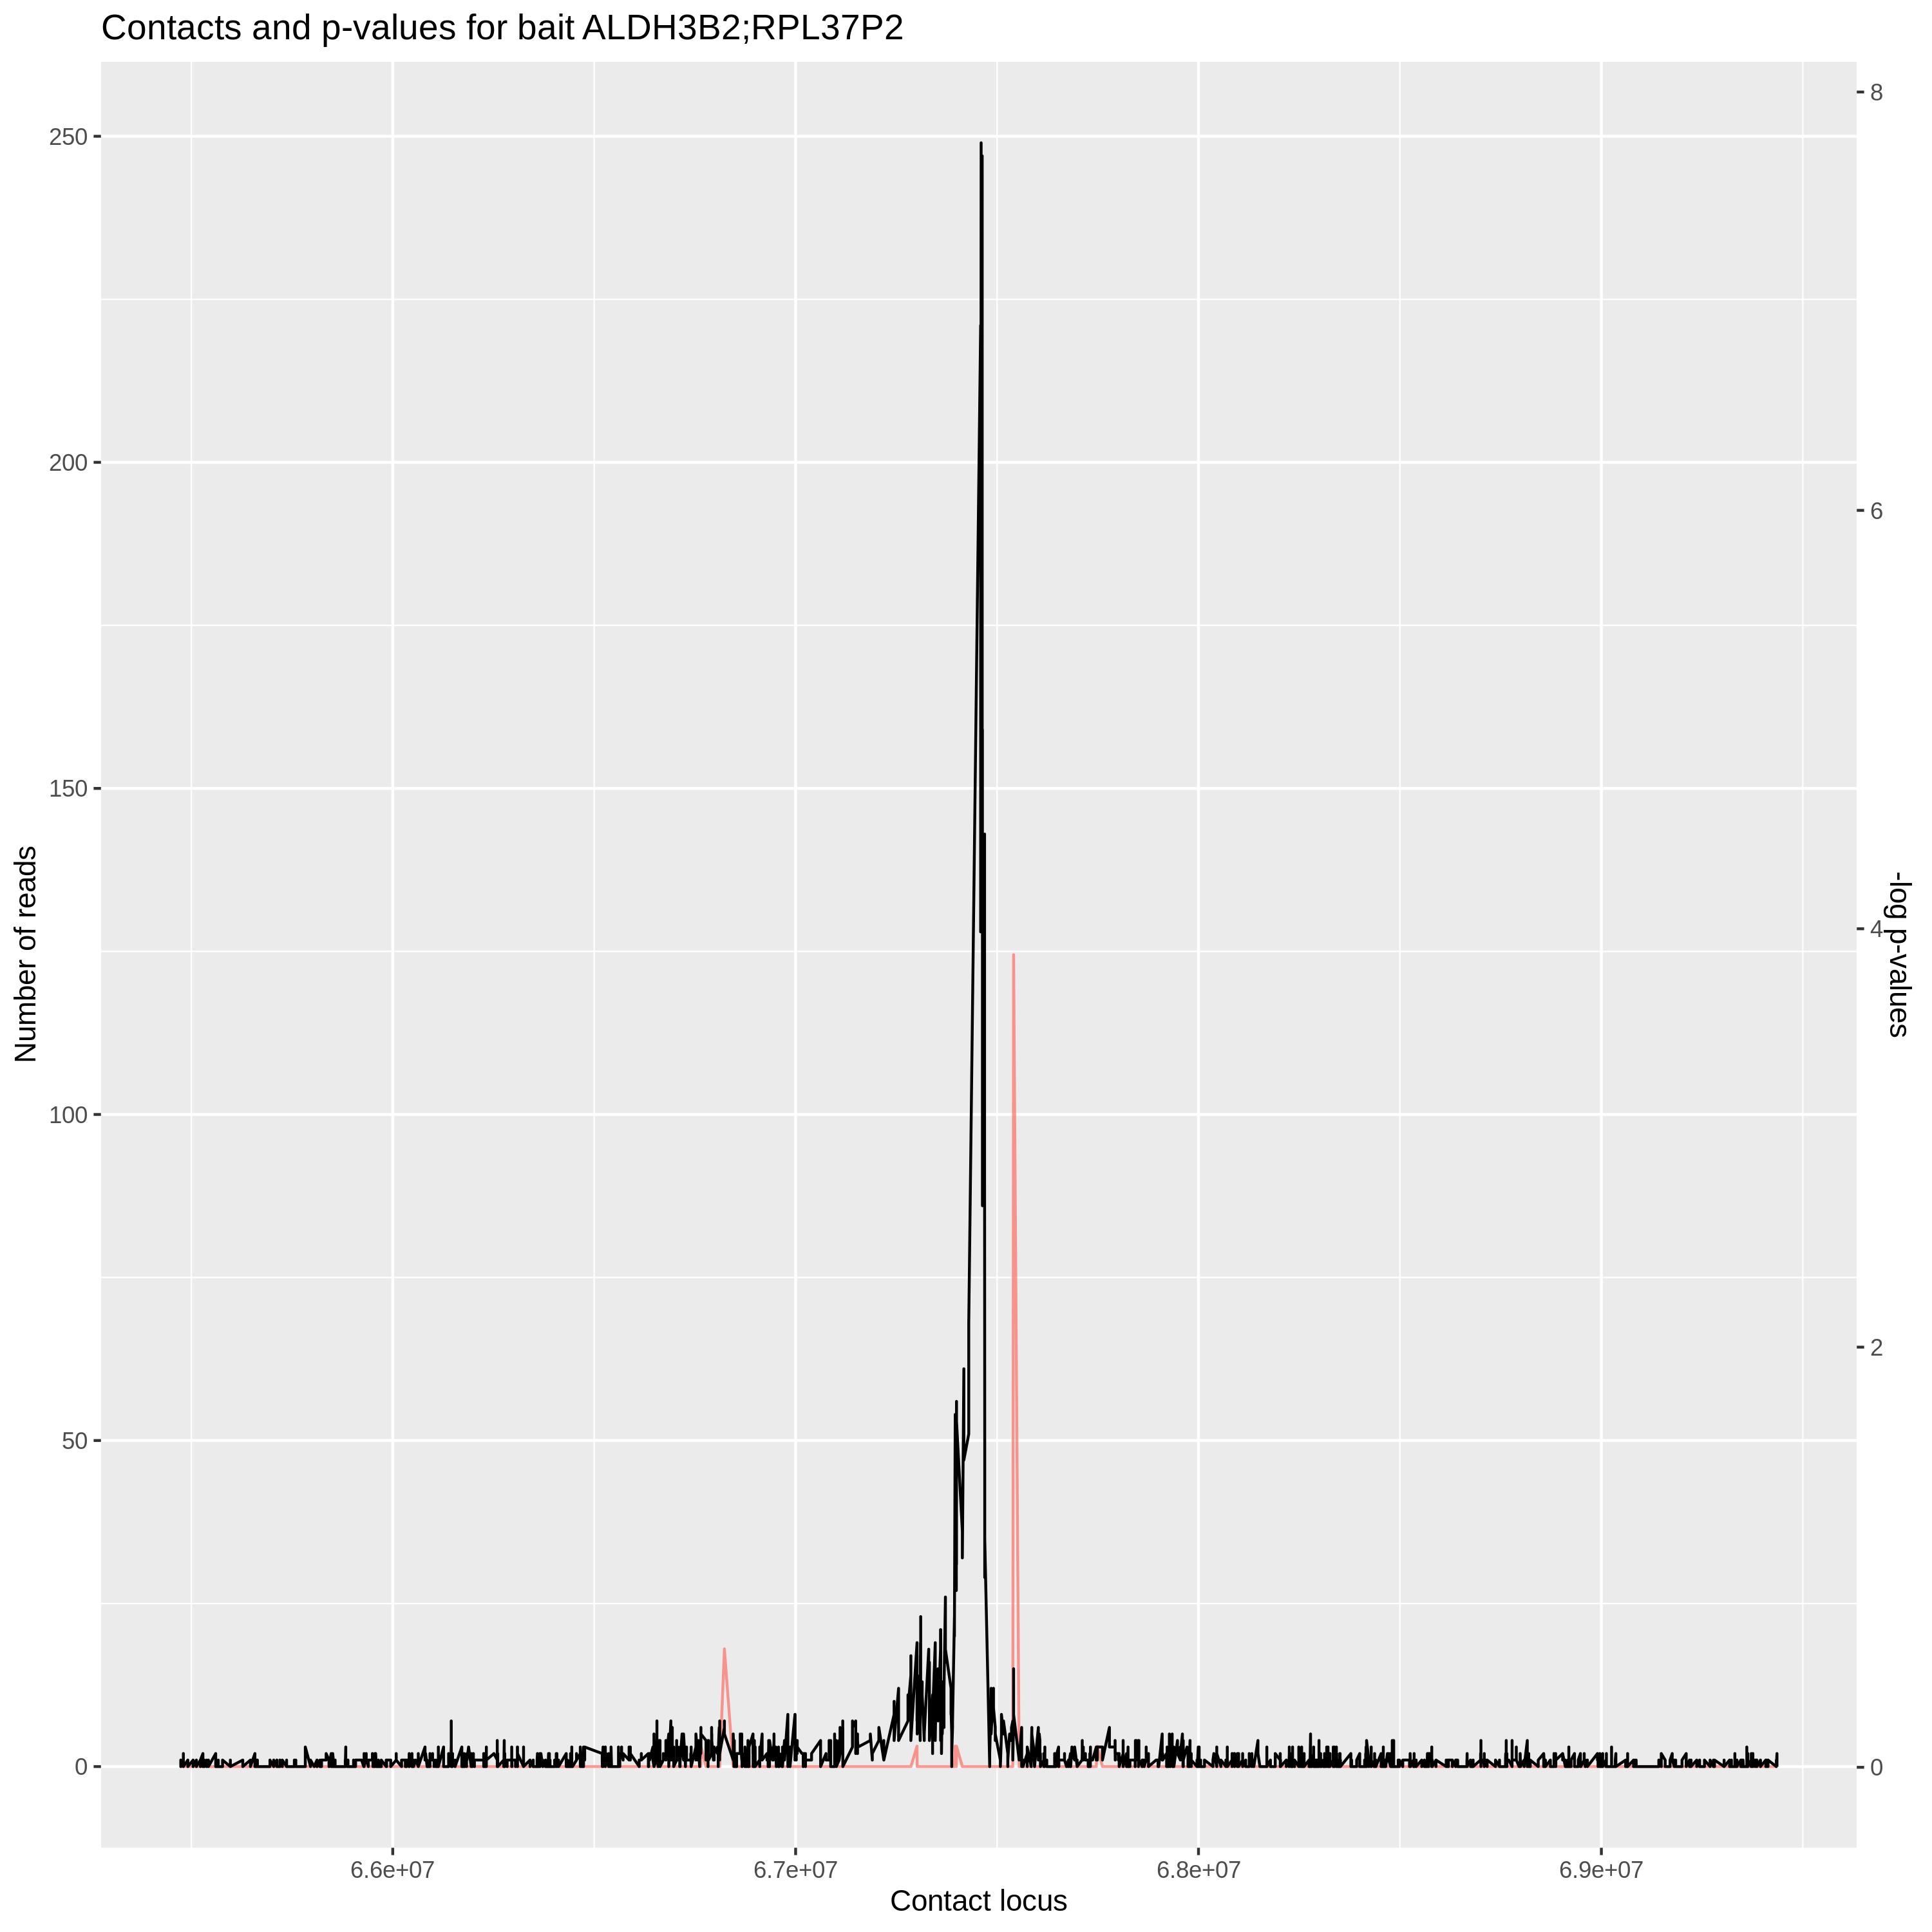 Contacts and p-values for bait ALDH3B2;RPL37P2
250
200
150
100
50
0
Number of reads
8
6
4
2
0
-log p-values
6.6e+07
6.7e+07
6.8e+07
6.9e+07
Contact locus